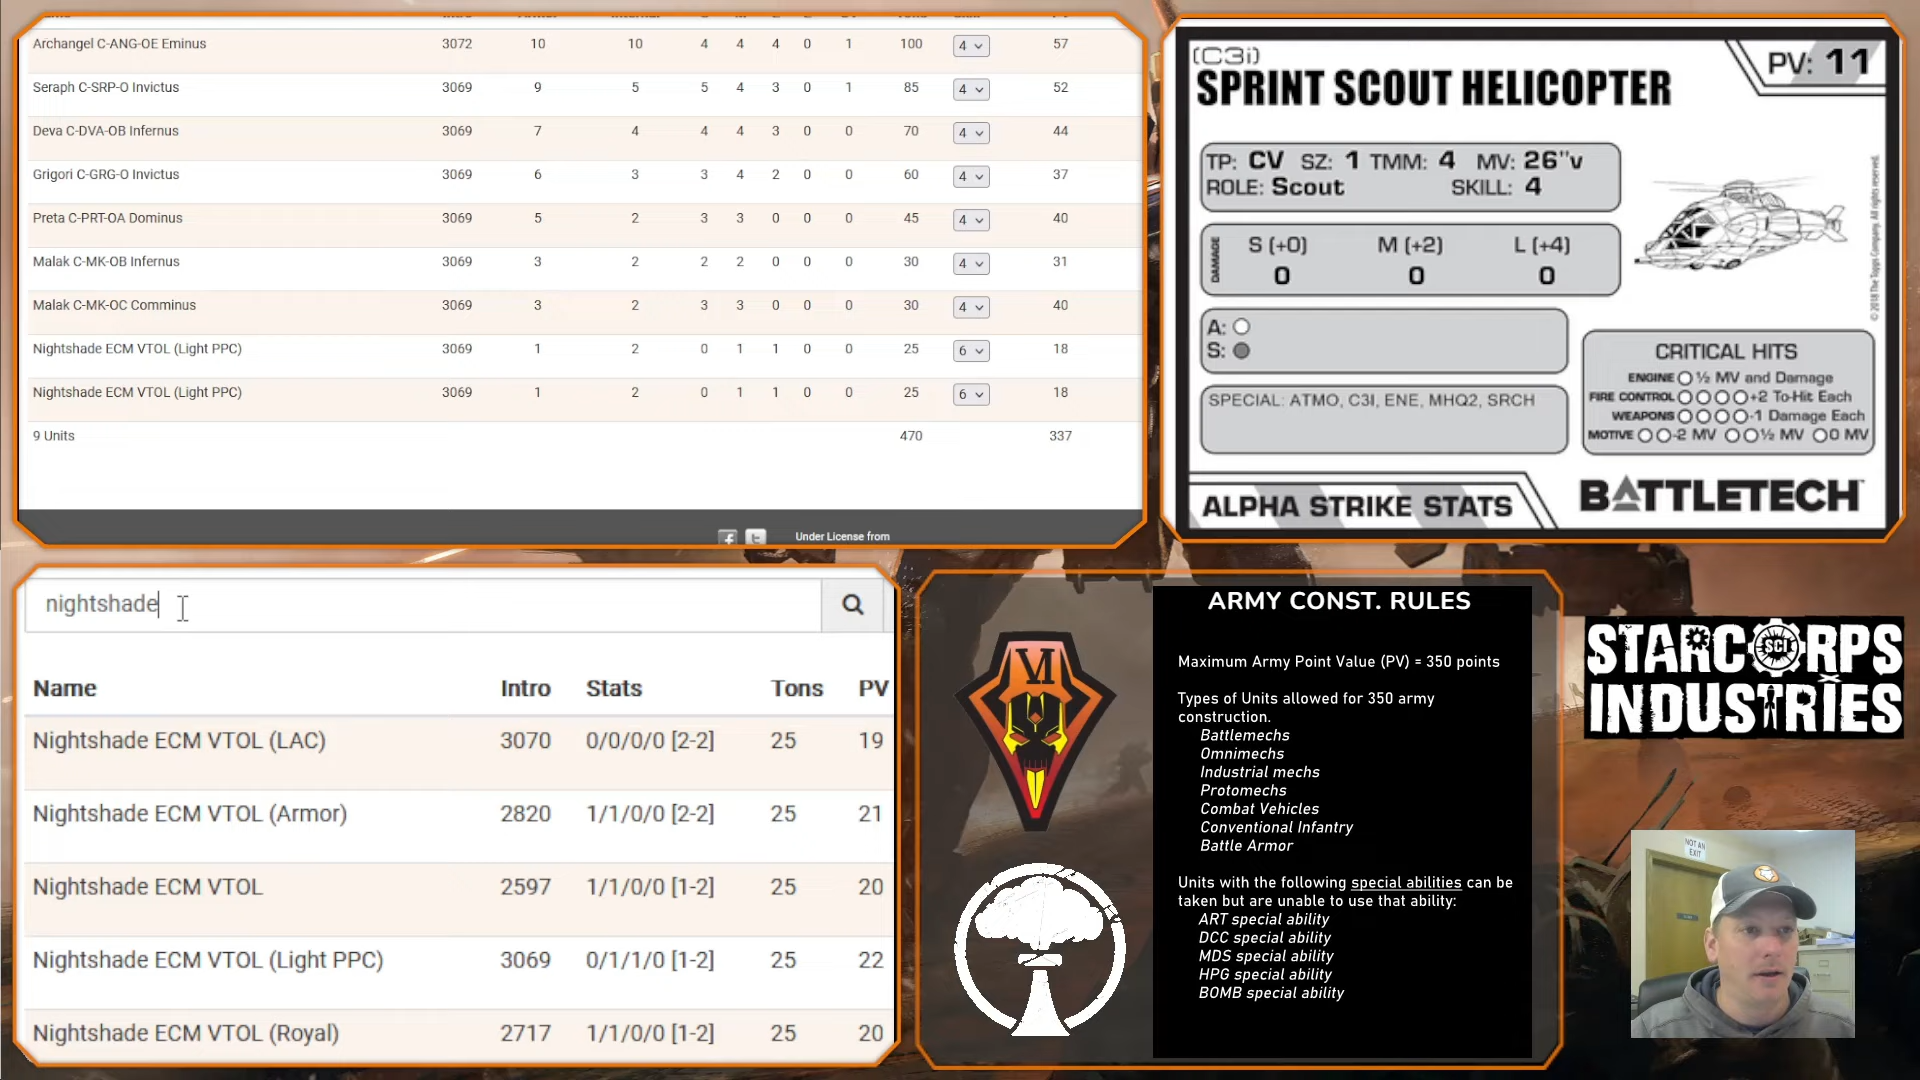 Archangel C-ANG-OE Eminus 3072 10 10 4 4 4 0 1 100 4 57
Seraph C-SRP-O Invictus 3069 9 5 5 4 3 0 1 85 4 52
Deva C-DVA-OB Infernus 3069 7 4 4 4 3 0 0 70 4 44
Grigori C-GRG-O Invictus 3069 6 3 3 4 2 0 0 60 4 37
Preta C-PRT-OA Dominus 3069 5 2 3 3 0 0 0 45 4 40
Malak C-MK-OB Infernus 3069 3 2 2 2 0 0 0 30 4 31
Malak C-MK-OC Comminus 3069 3 2 3 3 0 0 0 30 4 40
Nightshade ECM VTOL (Light PPC) 3069 1 2 0 1 1 0 0 25 6 18
Nightshade ECM VTOL (Light PPC) 3069 1 2 0 1 1 0 0 25 6 18
9 Units 470 337
Under License from
(C3i)
SPRINT SCOUT HELICOPTER
PV: 11
TP: CV SZ: 1 TMM: 4 MV: 26"v
ROLE: Scout SKILL: 4
DAMAGE
S (+0) M (+2) L (+4)
0 0 0
A:
S:
SPECIAL: ATMO, C3I, ENE, MHQ2, SRCH
CRITICAL HITS
ENGINE ½ MV and Damage
FIRE CONTROL +2 To-Hit Each
WEAPONS -1 Damage Each
MOTIVE -2 MV ½ MV 0 MV
© 2018 The Topps Company. All rights reserved.
ALPHA STRIKE STATS
BATTLETECH
nightshade
Name Intro Stats Tons PV
Nightshade ECM VTOL (LAC) 3070 0/0/0/0 [2-2] 25 19
Nightshade ECM VTOL (Armor) 2820 1/1/0/0 [2-2] 25 21
Nightshade ECM VTOL 2597 1/1/0/0 [1-2] 25 20
Nightshade ECM VTOL (Light PPC) 3069 0/1/1/0 [1-2] 25 22
Nightshade ECM VTOL (Royal) 2717 1/1/0/0 [1-2] 25 20
VI
ARMY CONST. RULES
Maximum Army Point Value (PV) = 350 points
Types of Units allowed for 350 army
construction.
Battlemechs
Omnimechs
Industrial mechs
Protomechs
Combat Vehicles
Conventional Infantry
Battle Armor
Units with the following special abilities can be
taken but are unable to use that ability:
ART special ability
DCC special ability
MDS special ability
HPG special ability
BOMB special ability
STARCORPS
SCI
INDUSTRIES
NOT AN
EXIT